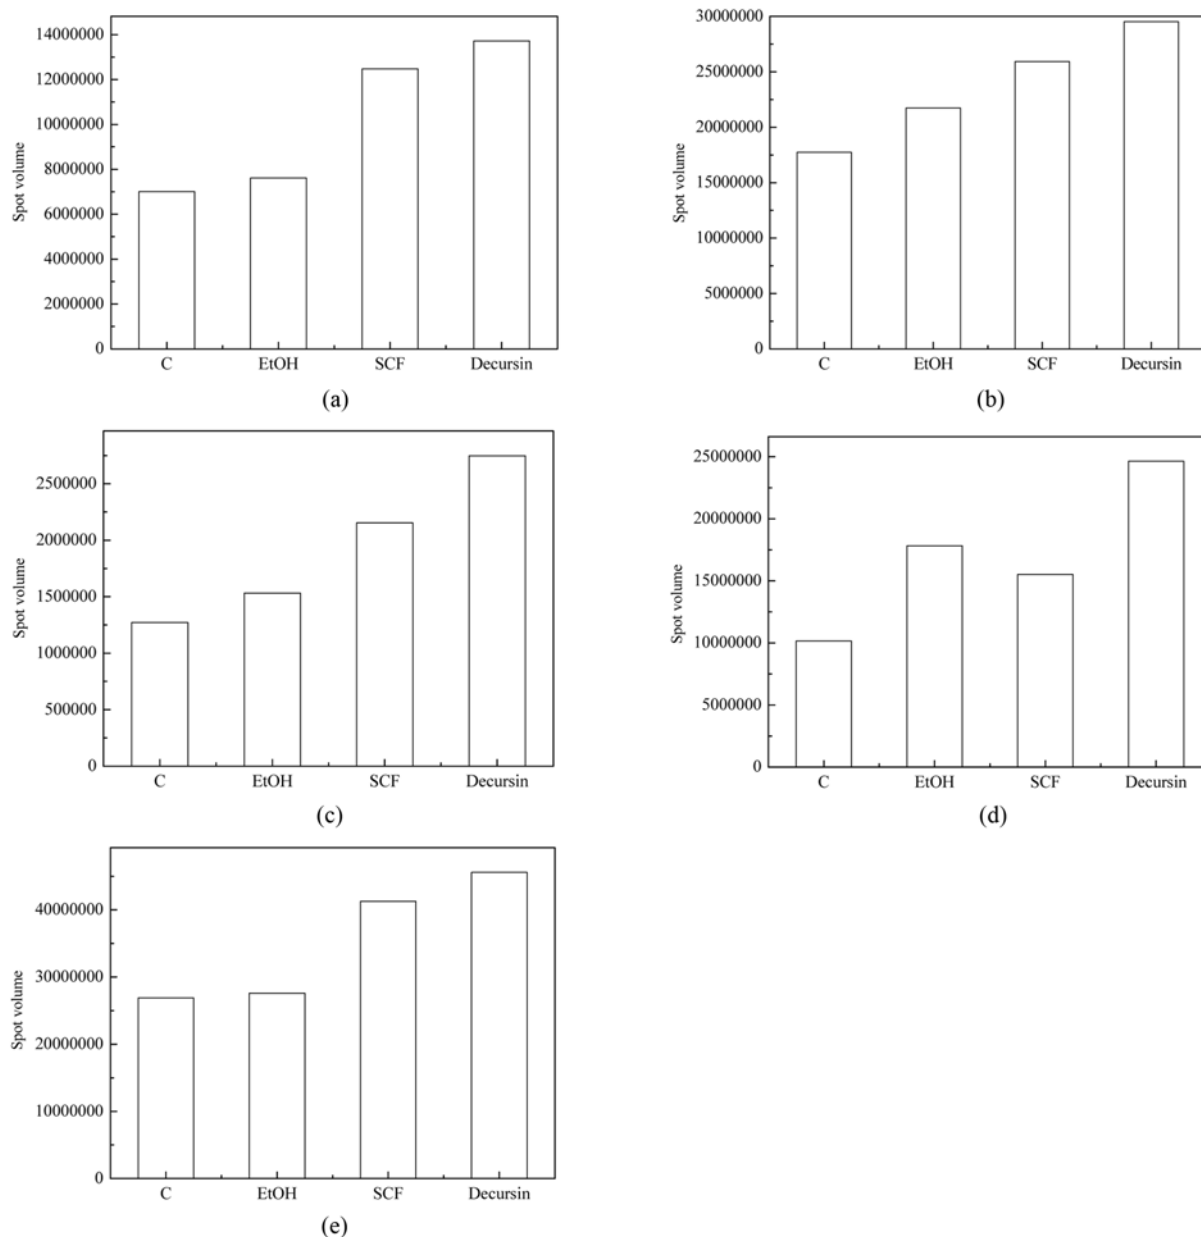 14000000
12000000
10000000
8000000
6000000
4000000
2000000
0
Spot volume
C EtOH SCF Decursin
(a)
30000000
25000000
20000000
15000000
10000000
5000000
0
Spot volume
C EtOH SCF Decursin
(b)
2500000
2000000
1500000
1000000
500000
0
Spot volume
C EtOH SCF Decursin
(c)
25000000
20000000
15000000
10000000
5000000
0
Spot volume
C EtOH SCF Decursin
(d)
40000000
30000000
20000000
10000000
0
Spot volume
C EtOH SCF Decursin
(e)